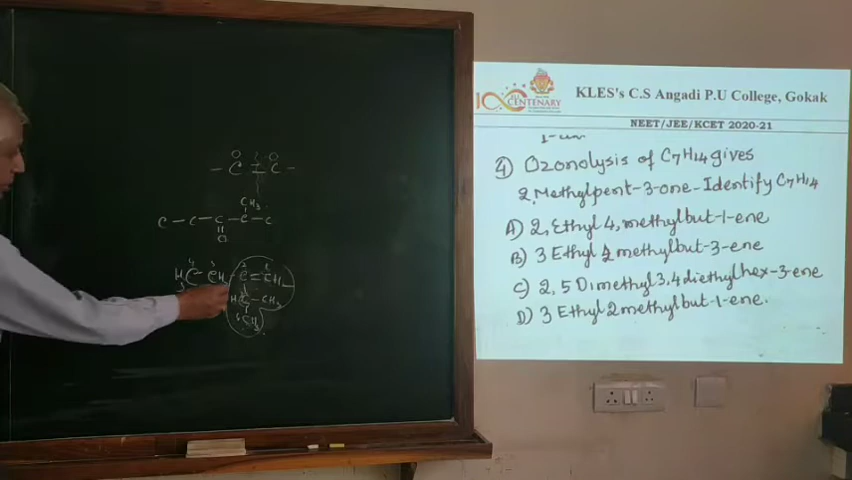 KLES's C.S Angadi P.U College, Gokak
CENTENARY
NEET/JEE/KCET 2020-21
④ Ozonolysis of C7H14 gives
2,Methylpent-3-one-Identify C7H14
A) 2,Ethyl 4,methylbut-1-ene
B) 3 Ethyl 2 methylbut-3-ene
C) 2,5 Dimethyl 3,4 diethylhex-3-ene
D) 3 Ethyl 2 methylbut-1-ene.
O O
- C I C -
CH3
C - C - C - C - C
O